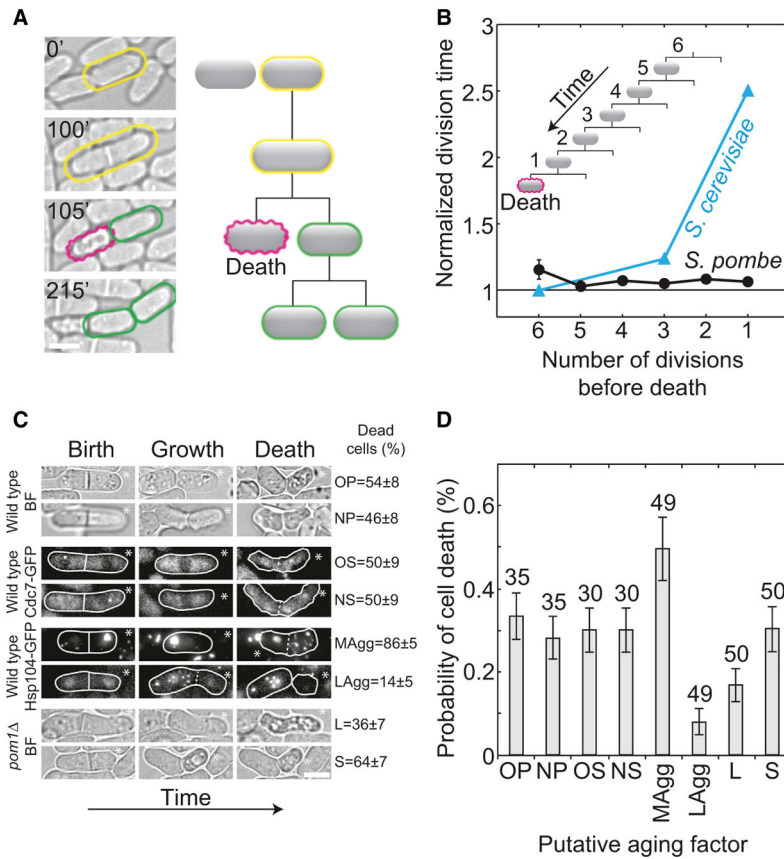 A
0'
100'
105'
215'
Death
B
Normalized division time
3
2.5
2
1.5
1
6
5
4
3
2
1
Time
Death
S. cerevisiae
S. pombe
6 5 4 3 2 1
Number of divisions
before death
C
Birth Growth Death Dead
cells (%)
Wild type
BF
* * * OP=54±8
* * * NP=46±8
Wild type
Cdc7-GFP
* * * OS=50±9
* * * NS=50±9
Wild type
Hsp104-GFP
* * * MAgg=86±5
* * * LAgg=14±5
pom1Δ
BF
* * * L=36±7
* * * S=64±7
Time
D
Probability of cell death (%)
0.6
0.4
0.2
0
35 35 30 30 49 49 50 50
OP NP OS NS MAgg LAgg L S
Putative aging factor